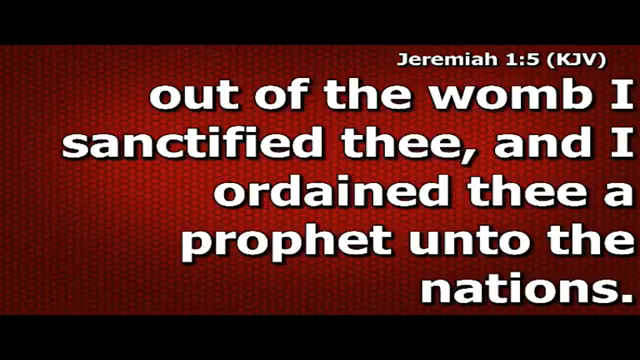 Jeremiah 1:5 (KJV)
out of the womb I
sanctified thee, and I
ordained thee a
prophet unto the
nations.